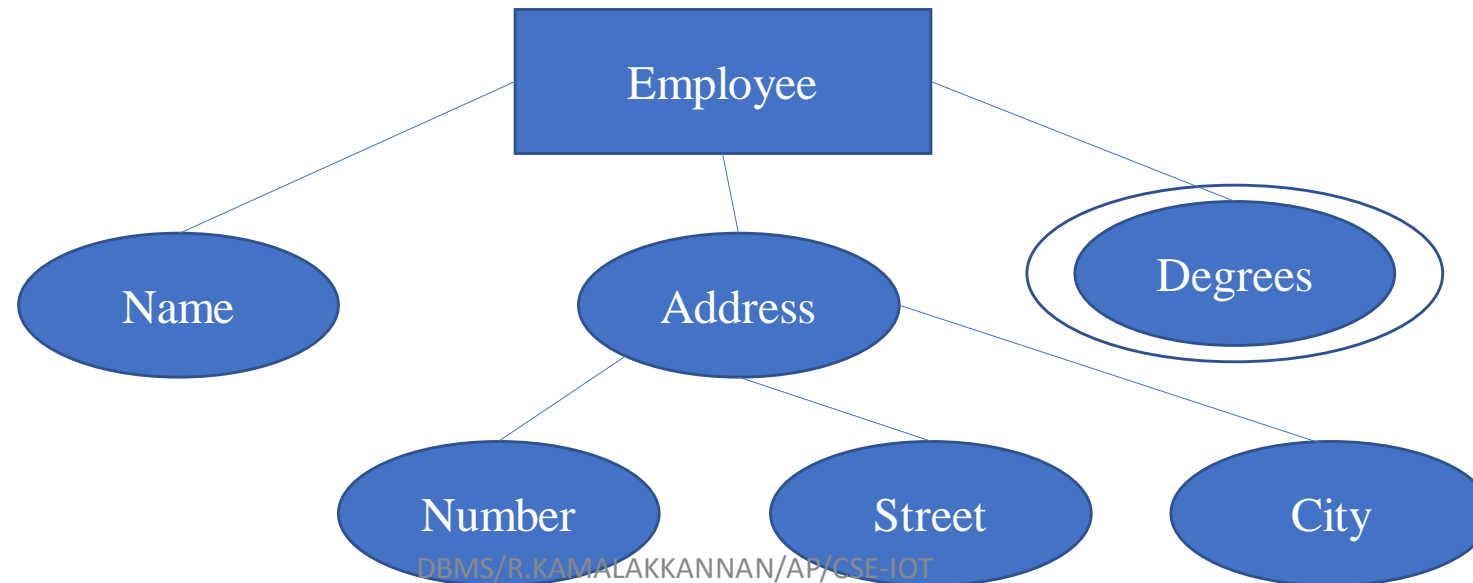 Employee
Name
Address
Degrees
Number
Street
City
DBMS/R.KAMALAKKANNAN/AP/CSE-IOT